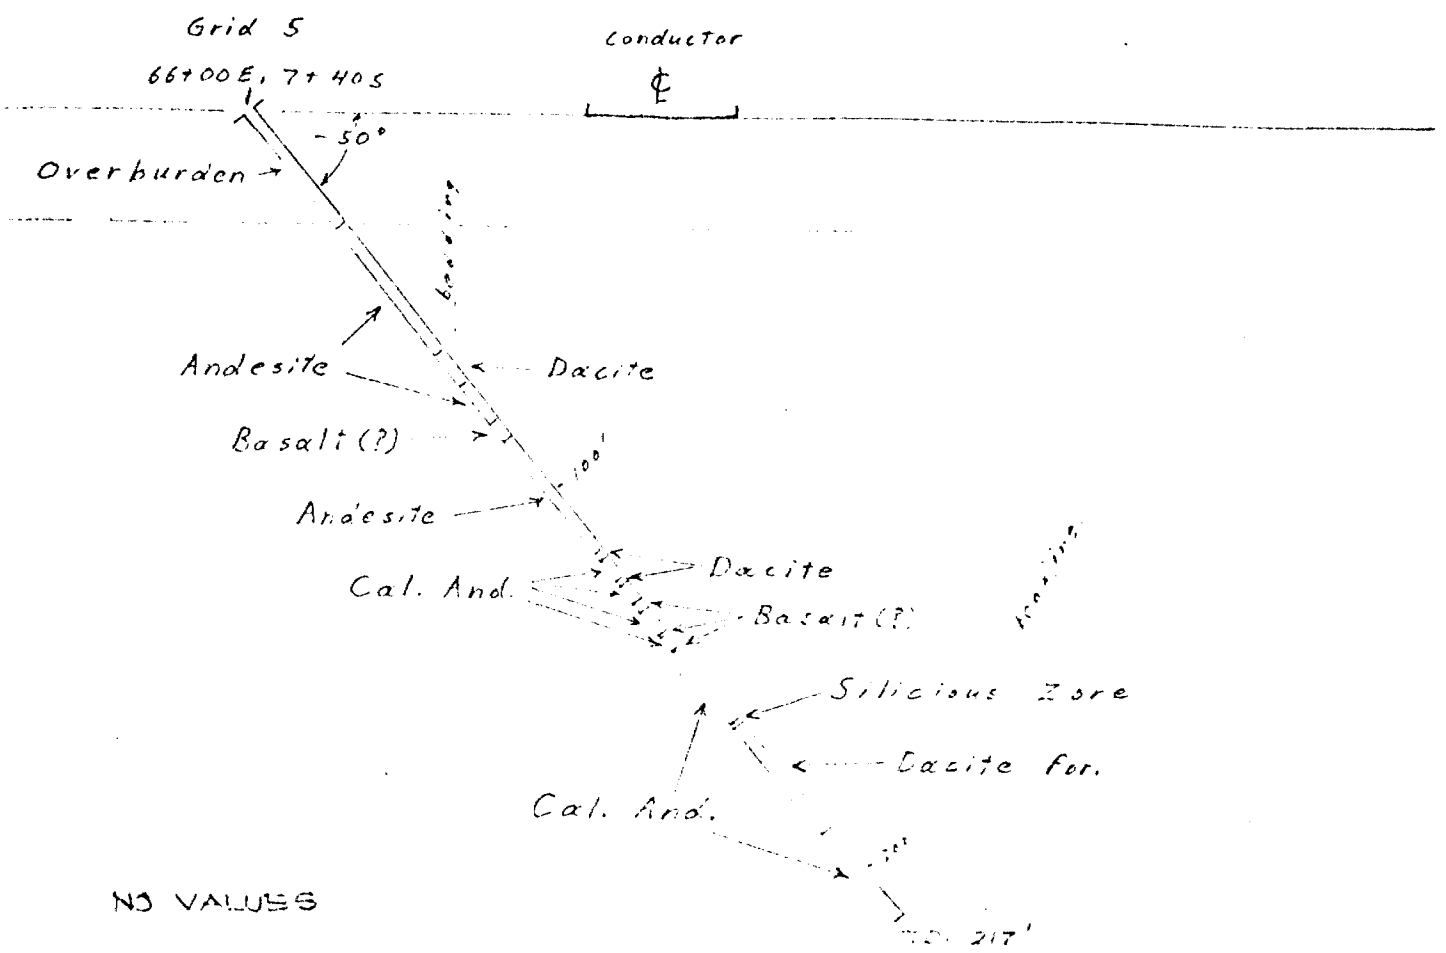 Grid 5
conductor
66+00E, 7+40S
℄
-50°
Overburden
Andesite
Dacite
Basalt(?)
100'
Andesite
Dacite
Cal. And.
Basalt(?)
Silicious Zone
Dacite for.
Cal. And.
NO VALUES
217'